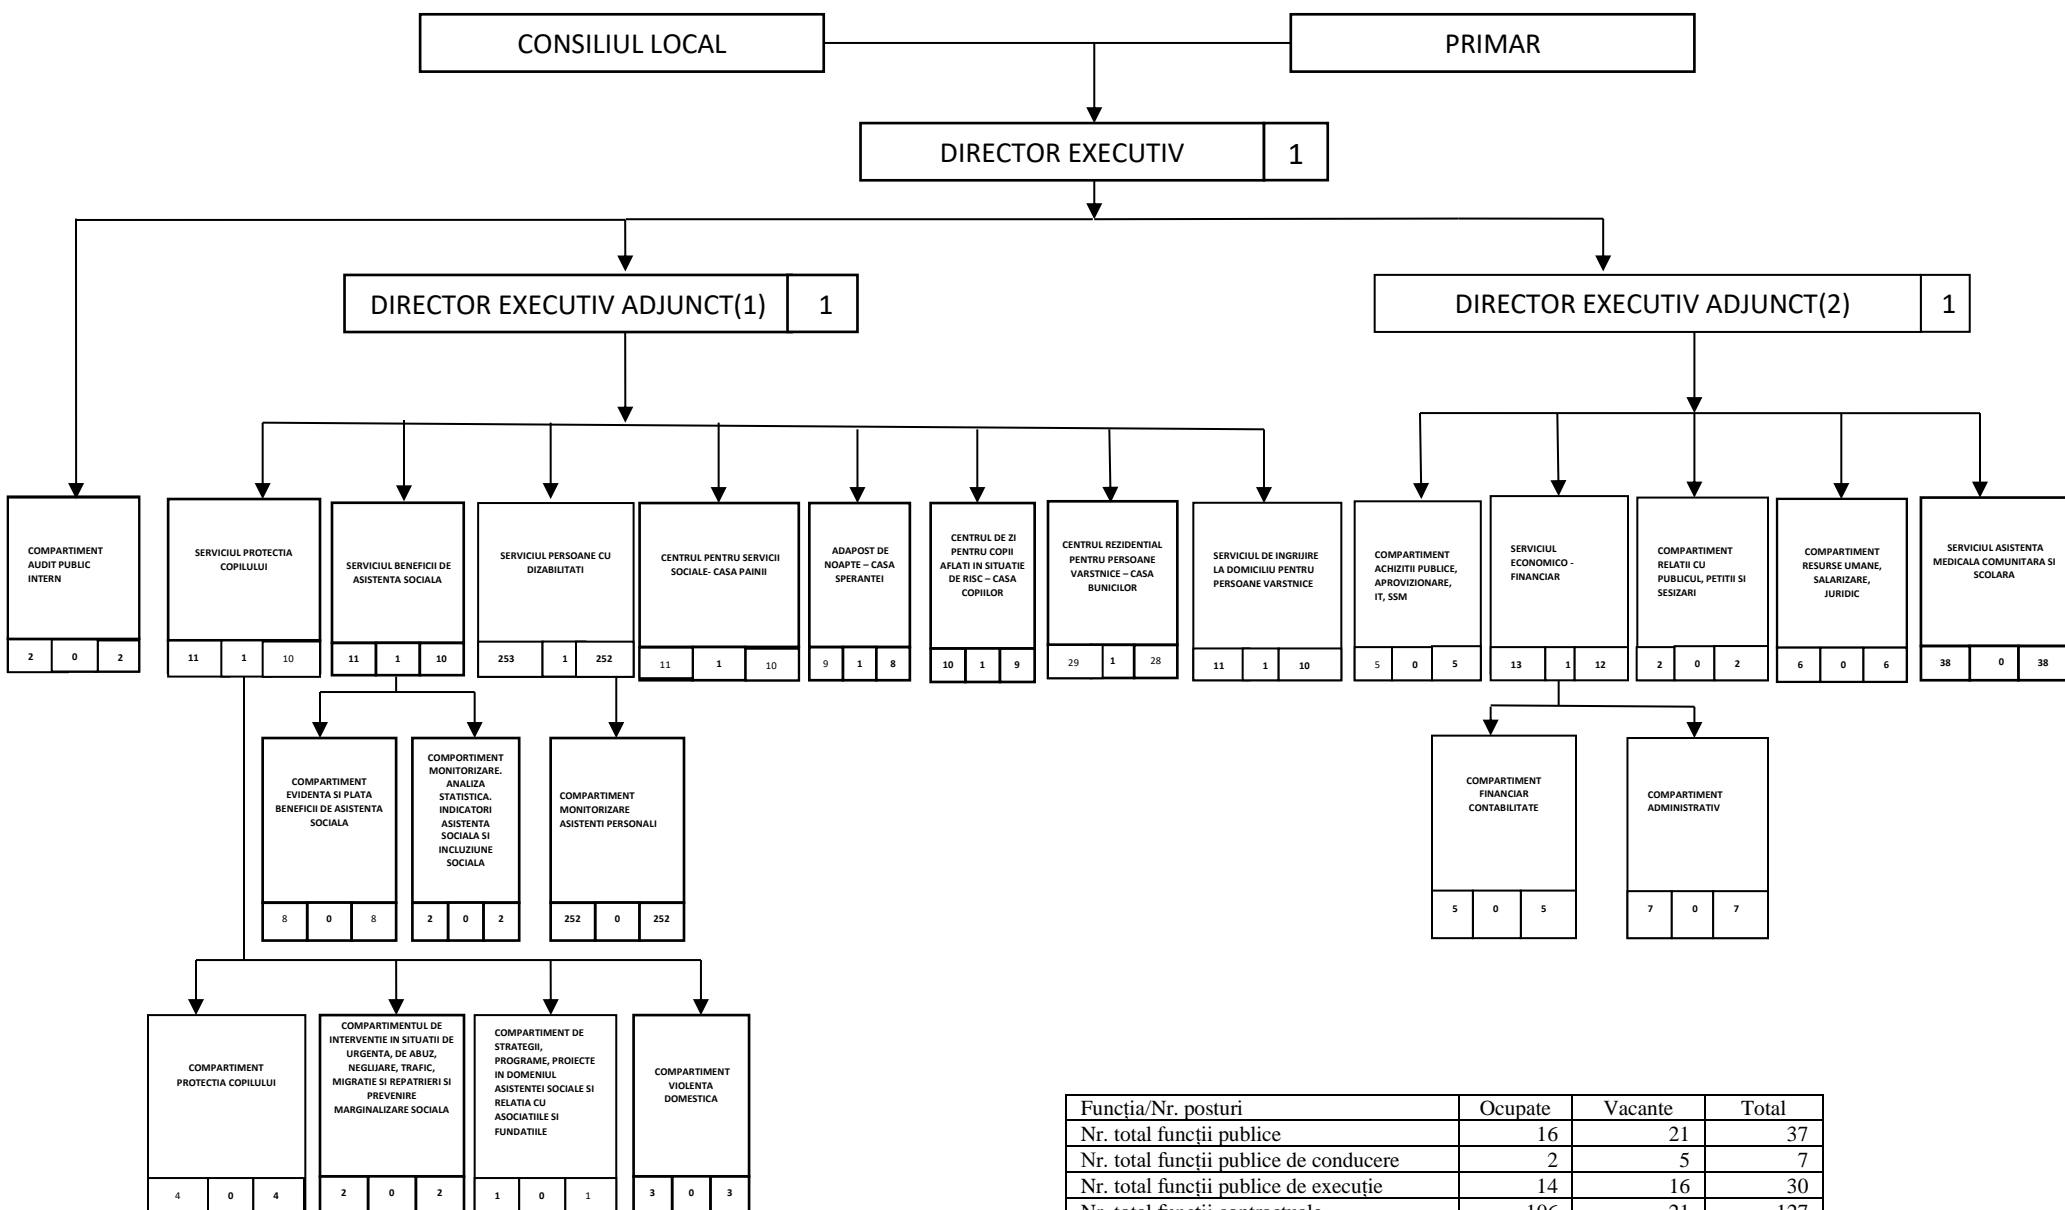 CONSILIUL LOCAL
PRIMAR
DIRECTOR EXECUTIV 1
DIRECTOR EXECUTIV ADJUNCT(1) 1
DIRECTOR EXECUTIV ADJUNCT(2) 1
COMPARTIMENT
AUDIT PUBLIC
INTERN
2 0 2
SERVICIUL PROTECTIA
COPILULUI
11 1 10
SERVICIUL BENEFICII DE
ASISTENTA SOCIALA
11 1 10
SERVICIUL PERSOANE CU
DIZABILITATI
253 1 252
CENTRUL PENTRU SERVICII
SOCIALE- CASA PAINII
11 1 10
ADAPOST DE
NOAPTE – CASA
SPERANTEI
9 1 8
CENTRUL DE ZI
PENTRU COPII
AFLATI IN SITUATIE
DE RISC – CASA
COPIILOR
10 1 9
CENTRUL REZIDENTIAL
PENTRU PERSOANE
VARSTNICE – CASA
BUNICILOR
29 1 28
SERVICIUL DE INGRIJIRE
LA DOMICILIU PENTRU
PERSOANE VARSTNICE
11 1 10
COMPARTIMENT
ACHIZITII PUBLICE,
APROVIZIONARE,
IT, SSM
5 0 5
SERVICIUL
ECONOMICO -
FINANCIAR
13 1 12
COMPARTIMENT
RELATII CU
PUBLICUL, PETITII SI
SESIZARI
2 0 2
COMPARTIMENT
RESURSE UMANE,
SALARIZARE,
JURIDIC
6 0 6
SERVICIUL ASISTENTA
MEDICALA COMUNITARA SI
SCOLARA
38 0 38
COMPARTIMENT
EVIDENTA SI PLATA
BENEFICII DE ASISTENTA
SOCIALA
8 0 8
COMPORTIMENT
MONITORIZARE.
ANALIZA
STATISTICA.
INDICATORI
ASISTENTA
SOCIALA SI
INCLUZIUNE
SOCIALA
2 0 2
COMPARTIMENT
MONITORIZARE
ASISTENTI PERSONALI
252 0 252
COMPARTIMENT
FINANCIAR
CONTABILITATE
5 0 5
COMPARTIMENT
ADMINISTRATIV
7 0 7
COMPARTIMENT
PROTECTIA COPILULUI
4 0 4
COMPARTIMENTUL DE
INTERVENTIE IN SITUATII DE
URGENTA, DE ABUZ,
NEGLIJARE, TRAFIC,
MIGRATIE SI REPATRIERI SI
PREVENIRE
MARGINALIZARE SOCIALA
2 0 2
COMPARTIMENT DE
STRATEGII,
PROGRAME, PROIECTE
IN DOMENIUL
ASISTENTEI SOCIALE SI
RELATIA CU
ASOCIATIILE SI
FUNDATIILE
1 0 1
COMPARTIMENT
VIOLENTA
DOMESTICA
3 0 3
Funcția/Nr. posturi Ocupate Vacante Total
Nr. total funcții publice 16 21 37
Nr. total funcții publice de conducere 2 5 7
Nr. total funcții publice de execuție 14 16 30
Nr. total funcții contractuale 106 21 127